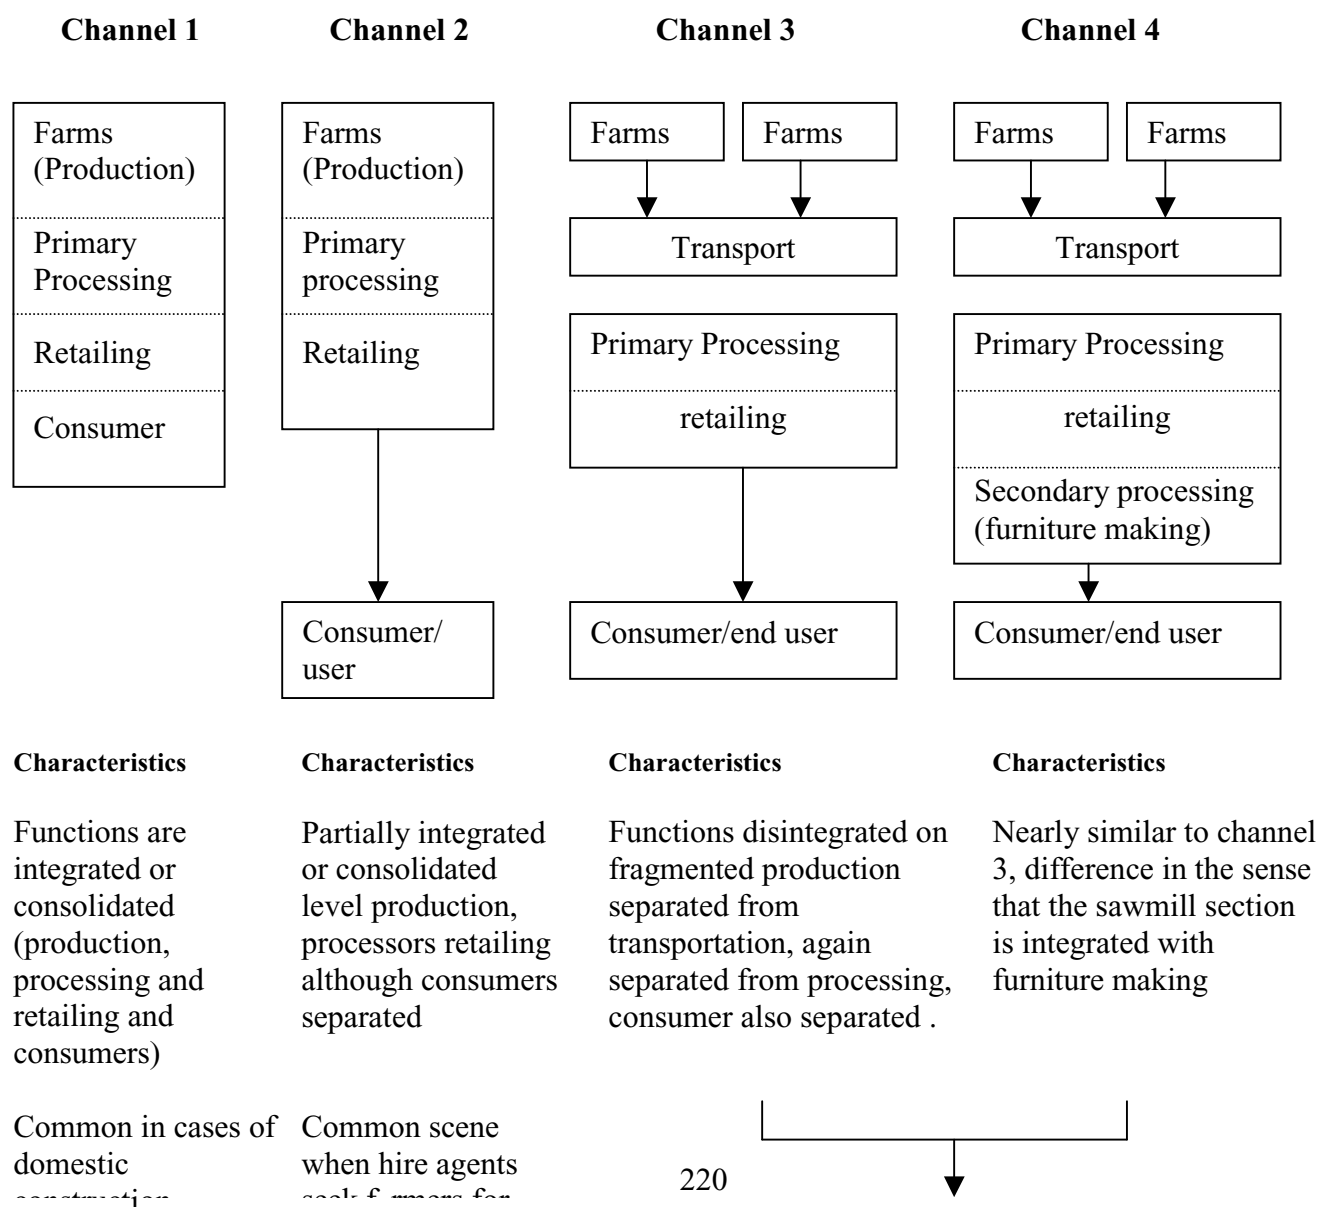 Channel 1
Channel 2
Channel 3
Channel 4
Farms
(Production)
Primary
Processing
Retailing
Consumer
Farms
(Production)
Primary
processing
Retailing
Consumer/
user
Farms
Farms
Transport
Primary Processing
retailing
Consumer/end user
Farms
Farms
Transport
Primary Processing
retailing
Secondary processing
(furniture making)
Consumer/end user
Characteristics
Functions are
integrated or
consolidated
(production,
processing and
retailing and
consumers)
Common in cases of
domestic
Characteristics
Partially integrated
or consolidated
level production,
processors retailing
although consumers
separated
Common scene
when hire agents
Characteristics
Functions disintegrated on
fragmented production
separated from
transportation, again
separated from processing,
consumer also separated .
Characteristics
Nearly similar to channel
3, difference in the sense
that the sawmill section
is integrated with
furniture making
220